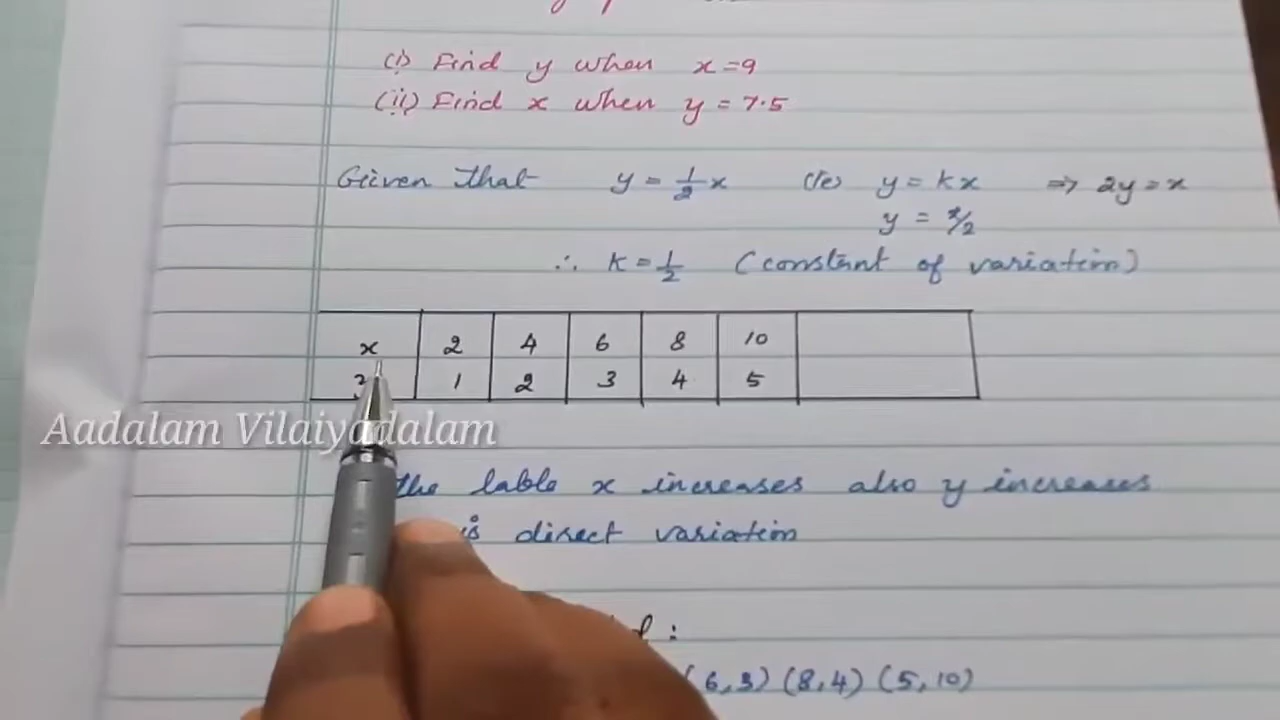 (i) Find y when x=9
(ii) Find x when y = 7.5
Given that y = 1/2 x (ie) y = kx ⇒ 2y = x
y = x/2
∴ k = 1/2 (constant of variation)
x 2 4 6 8 10
1 2 3 4 5
Aadalam Vilaiyadalam
the table x increases also y increases
is direct variation
:
(6,3) (8,4) (5,10)